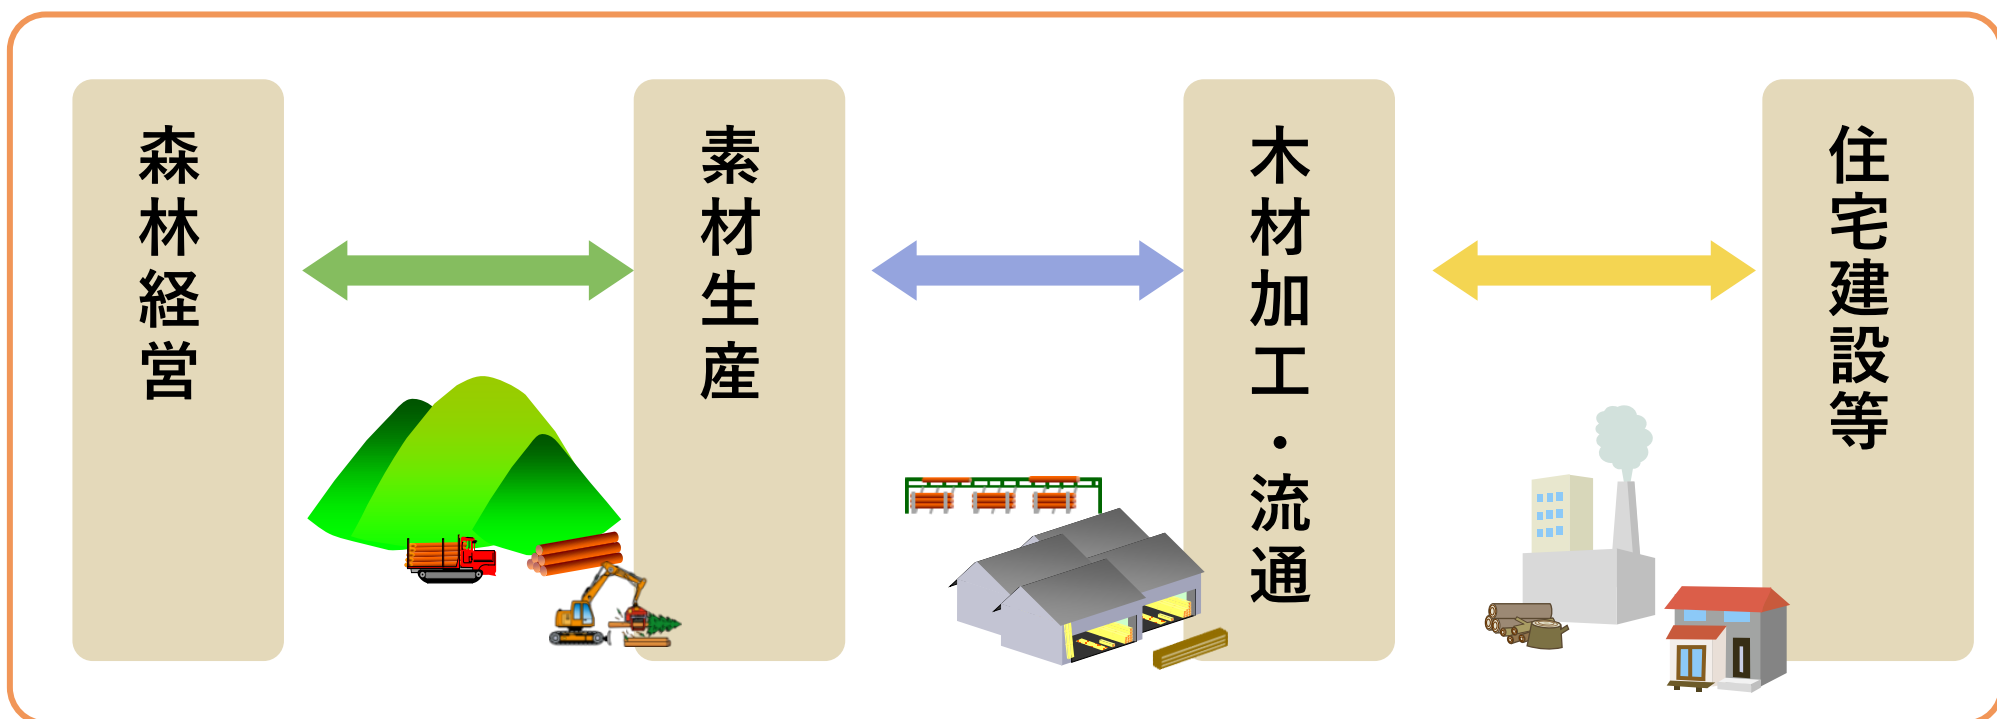 森林経営
素材生産
木材加工・流通
住宅建設等